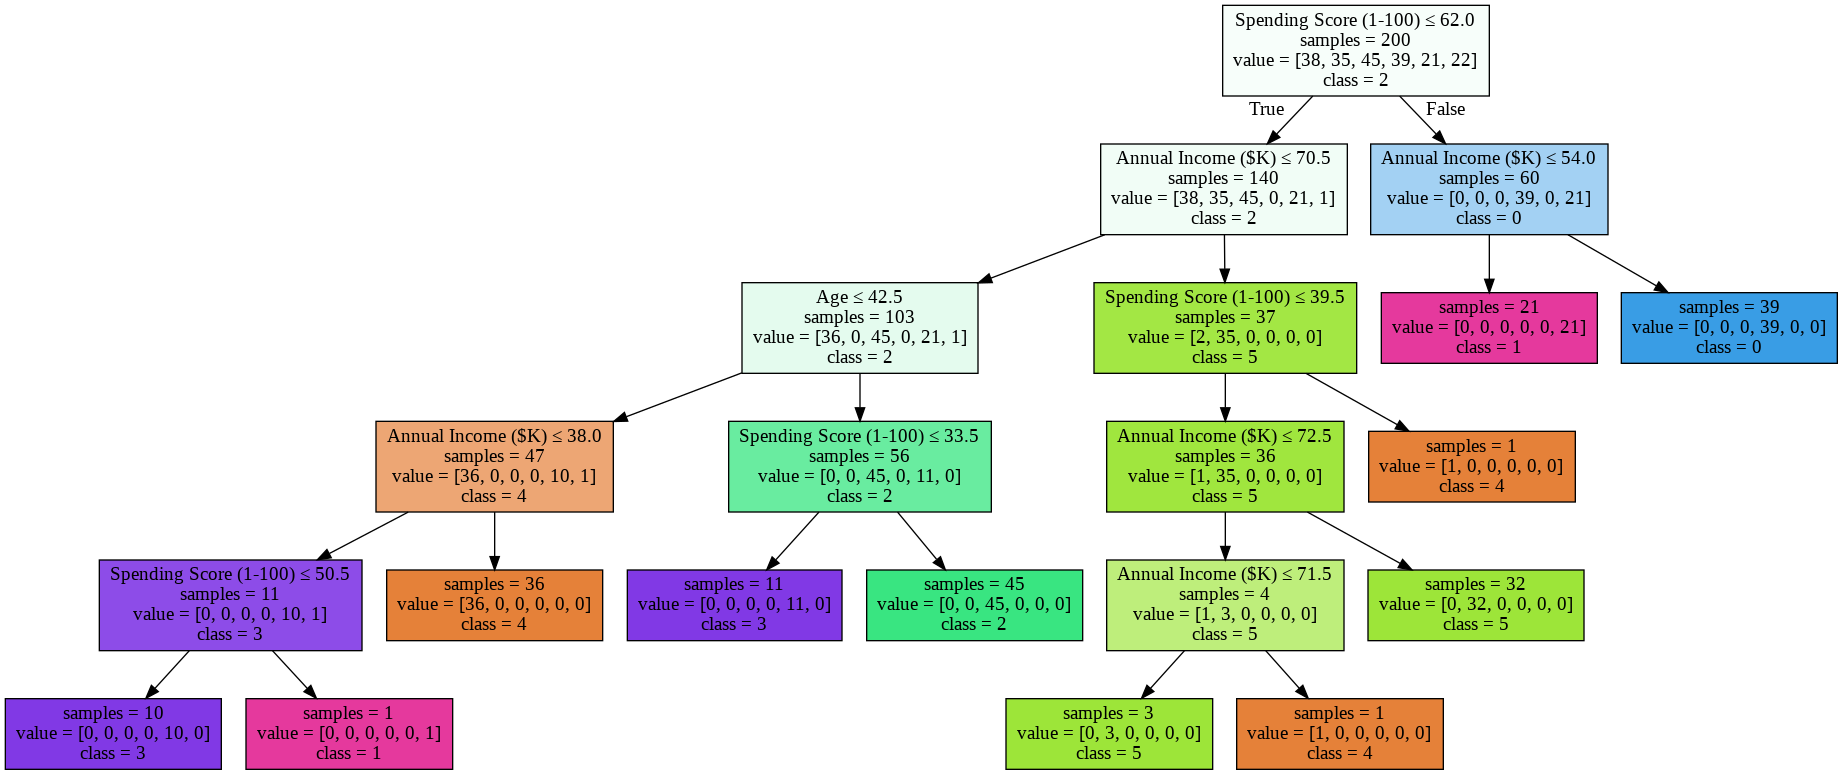 Spending Score (1-100) ≤ 62.0
samples = 200
value = [38, 35, 45, 39, 21, 22]
class = 2
True
False
Annual Income ($K) ≤ 70.5
samples = 140
value = [38, 35, 45, 0, 21, 1]
class = 2
Annual Income ($K) ≤ 54.0
samples = 60
value = [0, 0, 0, 39, 0, 21]
class = 0
Age ≤ 42.5
samples = 103
value = [36, 0, 45, 0, 21, 1]
class = 2
Spending Score (1-100) ≤ 39.5
samples = 37
value = [2, 35, 0, 0, 0, 0]
class = 5
samples = 21
value = [0, 0, 0, 0, 0, 21]
class = 1
samples = 39
value = [0, 0, 0, 39, 0, 0]
class = 0
Annual Income ($K) ≤ 38.0
samples = 47
value = [36, 0, 0, 0, 10, 1]
class = 4
Spending Score (1-100) ≤ 33.5
samples = 56
value = [0, 0, 45, 0, 11, 0]
class = 2
Annual Income ($K) ≤ 72.5
samples = 36
value = [1, 35, 0, 0, 0, 0]
class = 5
samples = 1
value = [1, 0, 0, 0, 0, 0]
class = 4
Spending Score (1-100) ≤ 50.5
samples = 11
value = [0, 0, 0, 0, 10, 1]
class = 3
samples = 36
value = [36, 0, 0, 0, 0, 0]
class = 4
samples = 11
value = [0, 0, 0, 0, 11, 0]
class = 3
samples = 45
value = [0, 0, 45, 0, 0, 0]
class = 2
Annual Income ($K) ≤ 71.5
samples = 4
value = [1, 3, 0, 0, 0, 0]
class = 5
samples = 32
value = [0, 32, 0, 0, 0, 0]
class = 5
samples = 10
value = [0, 0, 0, 0, 10, 0]
class = 3
samples = 1
value = [0, 0, 0, 0, 0, 1]
class = 1
samples = 3
value = [0, 3, 0, 0, 0, 0]
class = 5
samples = 1
value = [1, 0, 0, 0, 0, 0]
class = 4